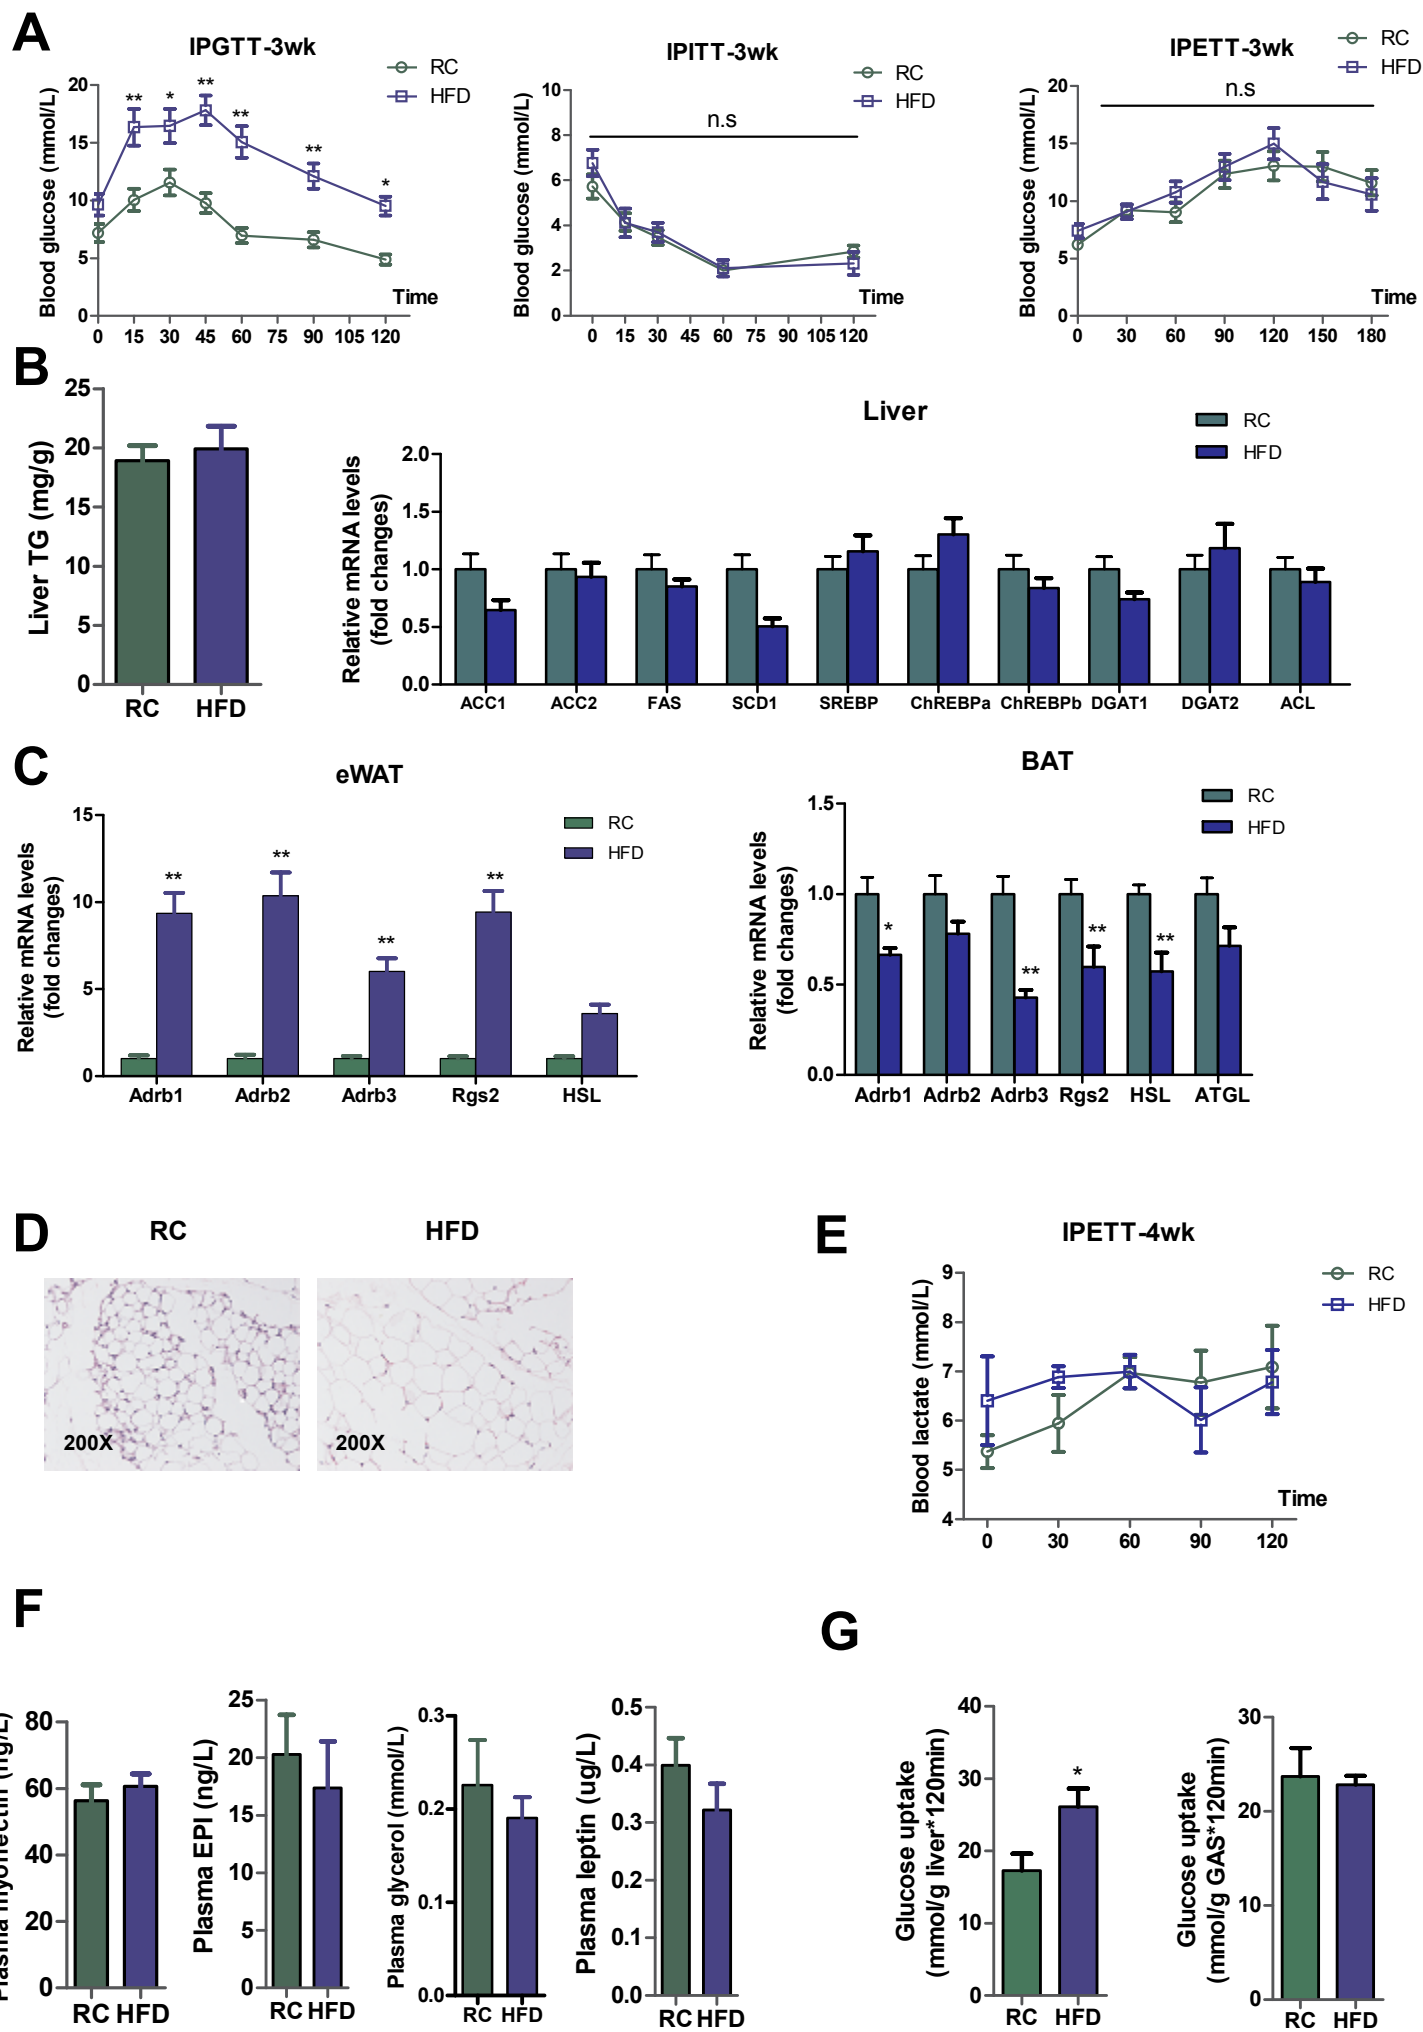 A
IPGTT-3wk
RC
HFD
Blood glucose (mmol/L)
20
15
10
5
0
** * ** ** ** *
Time
0 15 30 45 60 75 90 105 120
IPITT-3wk
RC
HFD
Blood glucose (mmol/L)
10
8
6
4
2
0
n.s
Time
0 15 30 45 60 75 90 105 120
IPETT-3wk
RC
HFD
Blood glucose (mmol/L)
20
15
10
5
0
n.s
Time
0 30 60 90 120 150 180
B
Liver TG (mg/g)
25
20
15
10
5
0
RC HFD
Liver
RC
HFD
Relative mRNA levels
(fold changes)
2.0
1.5
1.0
0.5
0.0
ACC1 ACC2 FAS SCD1 SREBP ChREBPa ChREBPb DGAT1 DGAT2 ACL
C
eWAT
RC
HFD
Relative mRNA levels
(fold changes)
15
10
5
0
** ** ** **
Adrb1 Adrb2 Adrb3 Rgs2 HSL
BAT
RC
HFD
Relative mRNA levels
(fold changes)
1.5
1.0
0.5
0.0
* ** ** **
Adrb1 Adrb2 Adrb3 Rgs2 HSL ATGL
D
RC HFD
200X 200X
E
IPETT-4wk
RC
HFD
Blood lactate (mmol/L)
9
8
7
6
5
4
Time
0 30 60 90 120
F
Plasma myonectin (ng/L)
80
60
40
20
0
RC HFD
Plasma EPI (ng/L)
25
20
15
10
5
0
RC HFD
Plasma glycerol (mmol/L)
0.3
0.2
0.1
0.0
RC HFD
Plasma leptin (ug/L)
0.5
0.4
0.3
0.2
0.1
0.0
RC HFD
G
Glucose uptake
(mmol/g liver*120min)
40
30
20
10
0
*
RC HFD
Glucose uptake
(mmol/g GAS*120min)
30
20
10
0
RC HFD